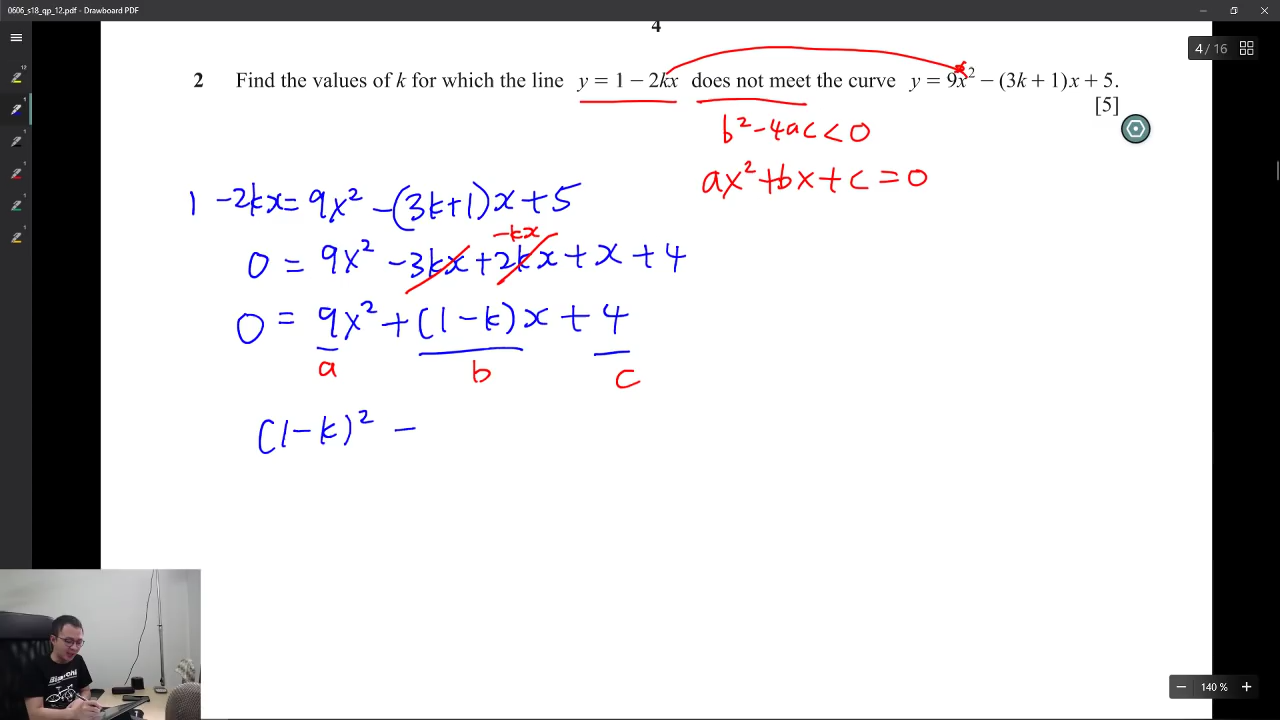 0606_s18_qp_12.pdf - Drawboard PDF
4
4 / 16
2 Find the values of k for which the line y = 1 − 2kx does not meet the curve y = 9x² − (3k + 1)x + 5.
[5]
b² - 4ac < 0
ax² + bx + c = 0
1 - 2kx = 9x² - (3k+1)x + 5
-kx
0 = 9x² - 3kx + 2kx + x + 4
0 = 9x² + (1-k)x + 4
a b c
(1-k)² -
140 %